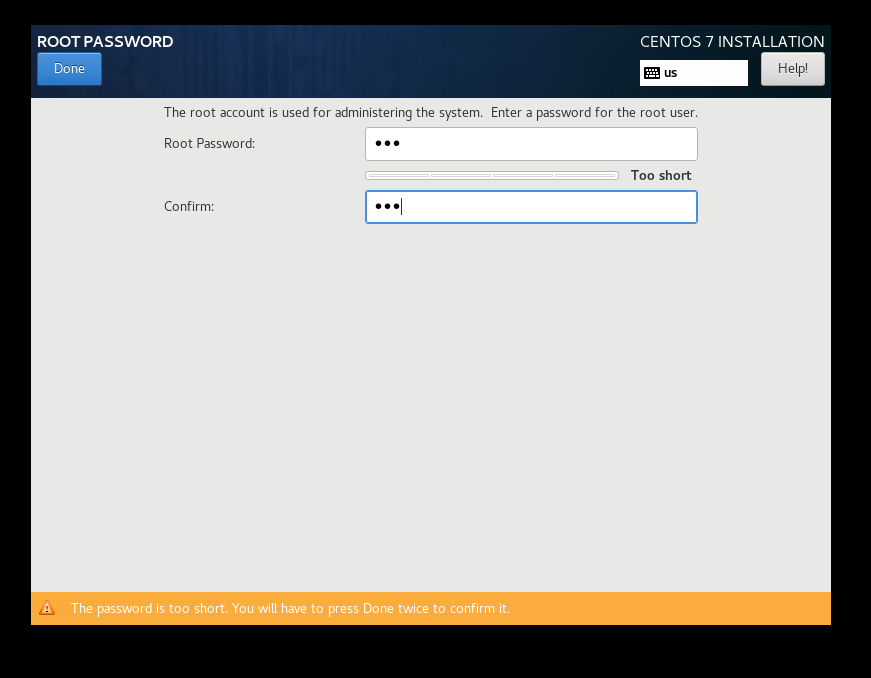 ROOT PASSWORD
CENTOS 7 INSTALLATION
Done
us
Help!
The root account is used for administering the system.  Enter a password for the root user.
Root Password:
●●●
Too short
Confirm:
●●●
The password is too short. You will have to press Done twice to confirm it.